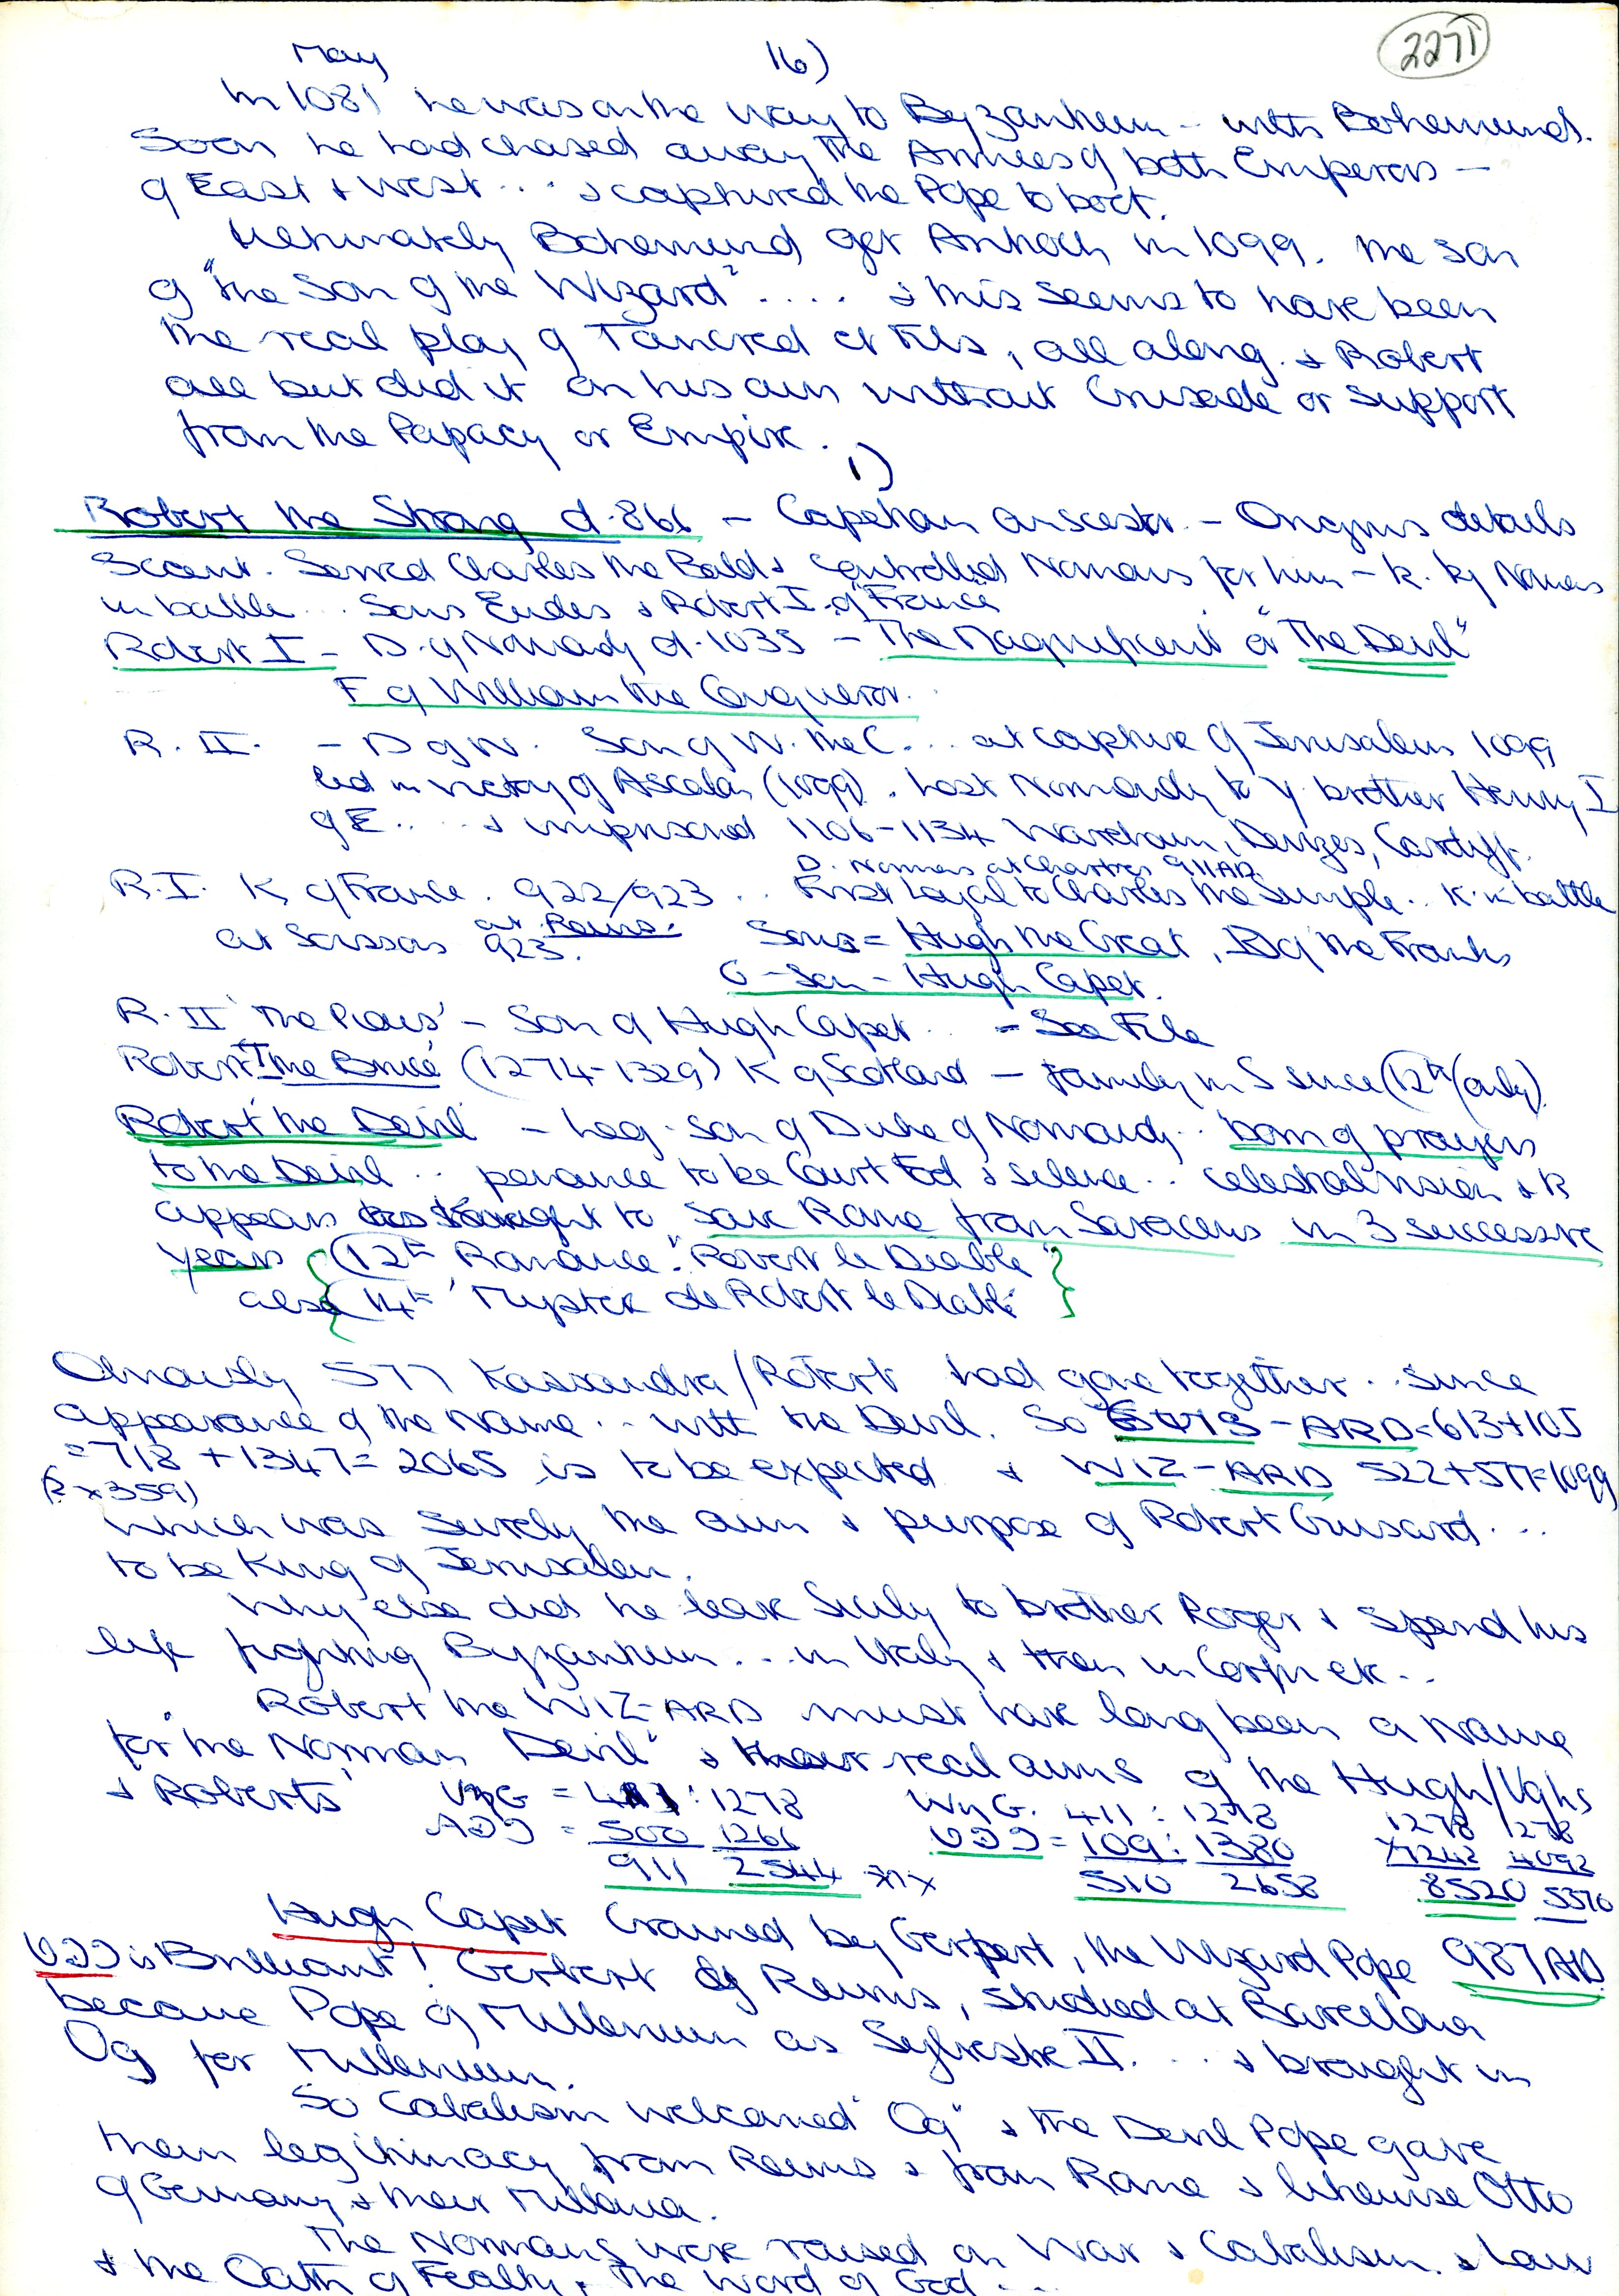 May 16) 2271
In 1081 he was on the way to Byzantium - with Bohemund.
Soon he had chased away the Armies of both Emperors -
of East & West ... & captured the Pope to boot.
Ultimately Bohemund got Antioch in 1099. The son
of "the Son of the Wizard" .... & this seems to have been
the real play of Tancred et Fils, all along. & Robert
all but did it on his own without Crusade or support
from the Papacy or Empire.
1)
Robert the Strong d.866 - Capetian ancestor. - Origins details
Scant. Served Charles the Bald & controlled Normans for him - k. by Normans
in battle ... Sons Eudes & Robert I of "France"
Robert I - D. of Normandy d.1035 - The Magnificent or "The Devil"
F of William the Conqueror.
R. II. - D of N. Son of W. the C... at capture of Jerusalem 1099
led in victory of Ascalon (1099). Lost Normandy to y. brother Henry I
of E.. ... & imprisoned 1106-1134 Wareham, Devizes, Cardiff.
D. Normans at Chartres 911AD
R.I. K of France. 922/923 .. First Loyal to Charles the Simple.. K. in battle
at Soissons at Reims. 923. Sons = Hugh the Great, D of the Franks
G-Son - Hugh Capet.
R. II 'The Pious' - Son of Hugh Capet .. - See File
Robert I The Bruce (1274-1329) K of Scotland - family in S since (12th/early).
Robert the Devil - Leg. son of Duke of Normandy.. born of prayers
to the Devil .. penance to be Court Fool & silence .. celestial vision & R
appears as knight to save Rome from Saracens in 3 successive
years {(12th Romance "Robert le Diable"}
also {14th 'Mystere de Robert le Diable'}
Obviously 577 Kassandra/Robert had gone together .. since
appearance of the Name .. with the Devil. So GUIS-ARD=613+105
=718 +1347=2065 is to be expected & WIZ-ARD 522+577=1099
(2x359)
which was surely the aim & purpose of Robert Guisard ...
to be King of Jerusalem.
Why else did he leave Sicily to brother Roger & spend his
life fighting Byzantium ... in Italy & then in Corfu etc..
"Robert the WIZ-ARD must have long been a Name
for the Norman Devil" & their real aims of the Hugh/Vghs
& Roberts
VnG = 411 : 1278 WnG. 411 : 1278 1278 1278
= 500 1266 = 109 : 1380 7242 4092
911 2544 510 2658 8520 5370
Hugh Capet Crowned by Gerbert, the Wizard Pope 987AD
is Brilliant! Gerbert of Reims, studied at Barcelona
became Pope of Millenium as Sylvestre II. ... & brought in
Og for Millenium.
So Cabalism welcomed "Og" & the Devil Pope gave
them legitimacy from Reims & from Rome & likewise Otto
of Germany & their Millenia.
The Normans were raised on War & Cabalism. & Law
& the Oath of Fealty. The Word of God ...